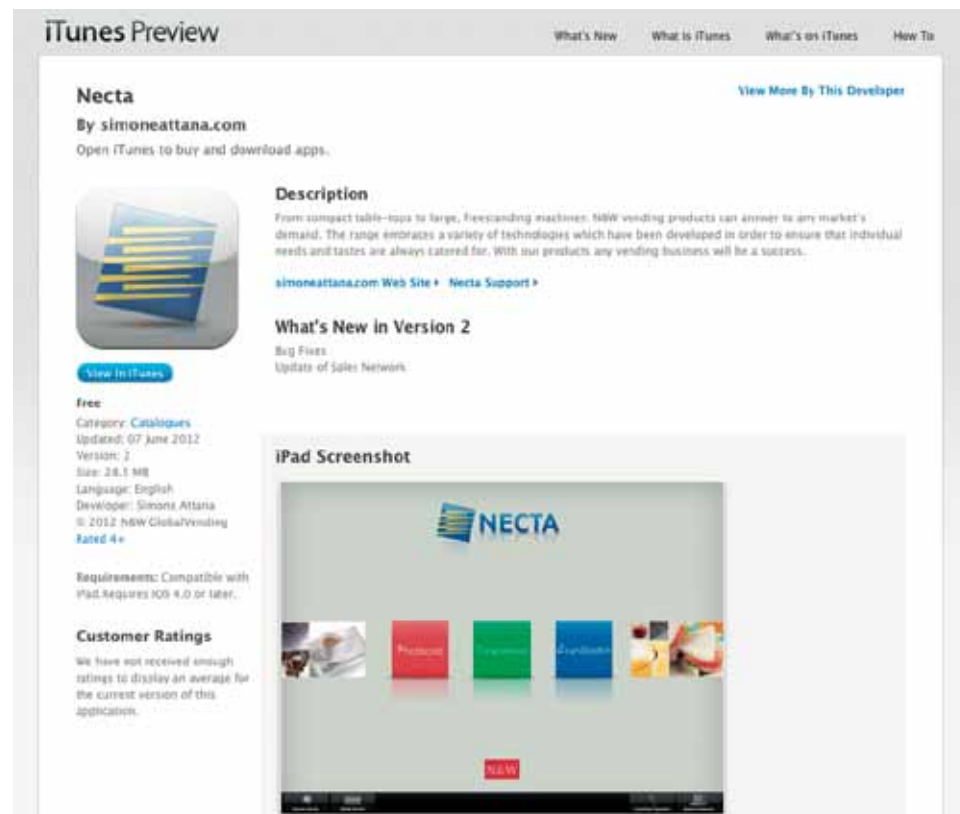 iTunes Preview
What's New What is iTunes What's on iTunes How To
Necta
View More By This Developer
By simoneattana.com
Open iTunes to buy and download apps.
Description
From compact table-tops to large, freestanding machines. N&W vending products can answer to any market's
demand. The range embraces a variety of technologies which have been developed in order to ensure that individual
needs and tastes are always catered for. With our products any vending business will be a success.
simoneattana.com Web Site Necta Support
What's New in Version 2
Bug Fixes
Update of Sales Network
View In iTunes
Free
Category: Catalogues
Updated: 07 June 2012
Version: 2
Size: 28.5 MB
Language: English
Developer: Simone Attana
© 2012 N&W GlobalVending
Rated 4+
Requirements: Compatible with
iPad.Requires iOS 4.0 or later.
Customer Ratings
We have not received enough
ratings to display an average for
the current version of this
application.
iPad Screenshot
NECTA
Products
N&W